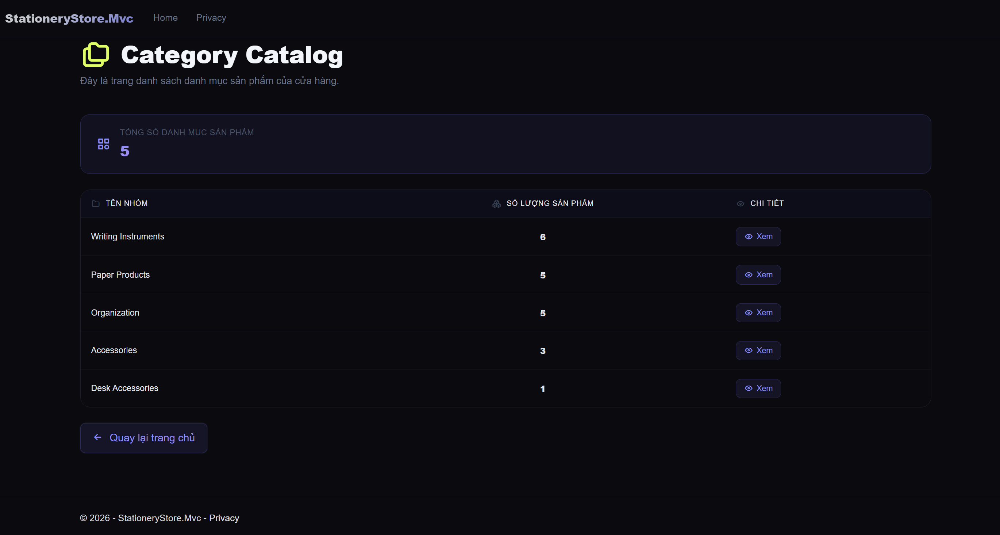 StationeryStore.Mvc Home Privacy
Category Catalog
Đây là trang danh sách danh mục sản phẩm của cửa hàng.
TỔNG SỐ DANH MỤC SẢN PHẨM
5
TÊN NHÓM SỐ LƯỢNG SẢN PHẨM CHI TIẾT
Writing Instruments 6 Xem
Paper Products 5 Xem
Organization 5 Xem
Accessories 3 Xem
Desk Accessories 1 Xem
Quay lại trang chủ
© 2026 - StationeryStore.Mvc - Privacy